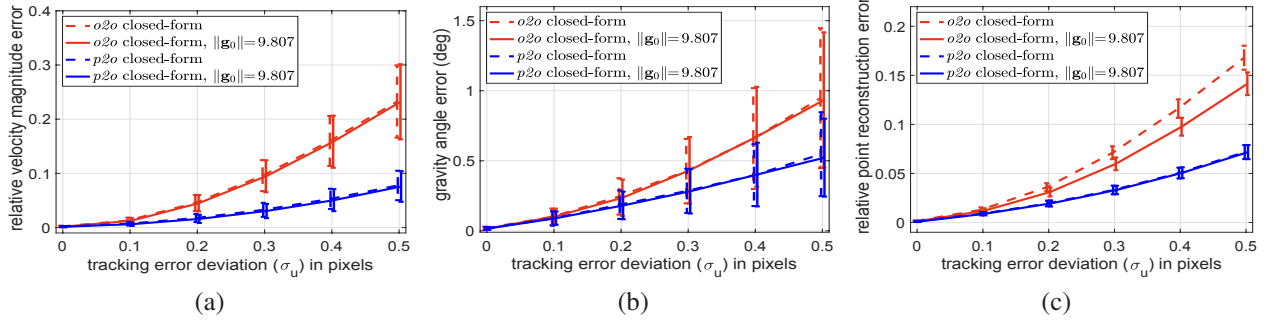 relative velocity magnitude error
0.4
0.3
0.2
0.1
0
o2o closed-form
o2o closed-form, ‖g₀‖=9.807
p2o closed-form
p2o closed-form, ‖g₀‖=9.807
0 0.1 0.2 0.3 0.4 0.5
tracking error deviation (σ_u) in pixels
(a)
gravity angle error (deg)
1.5
1
0.5
0
o2o closed-form
o2o closed-form, ‖g₀‖=9.807
p2o closed-form
p2o closed-form, ‖g₀‖=9.807
0 0.1 0.2 0.3 0.4 0.5
tracking error deviation (σ_u) in pixels
(b)
relative point reconstruction error
0.15
0.1
0.05
0
o2o closed-form
o2o closed-form, ‖g₀‖=9.807
p2o closed-form
p2o closed-form, ‖g₀‖=9.807
0 0.1 0.2 0.3 0.4 0.5
tracking error deviation (σ_u) in pixels
(c)